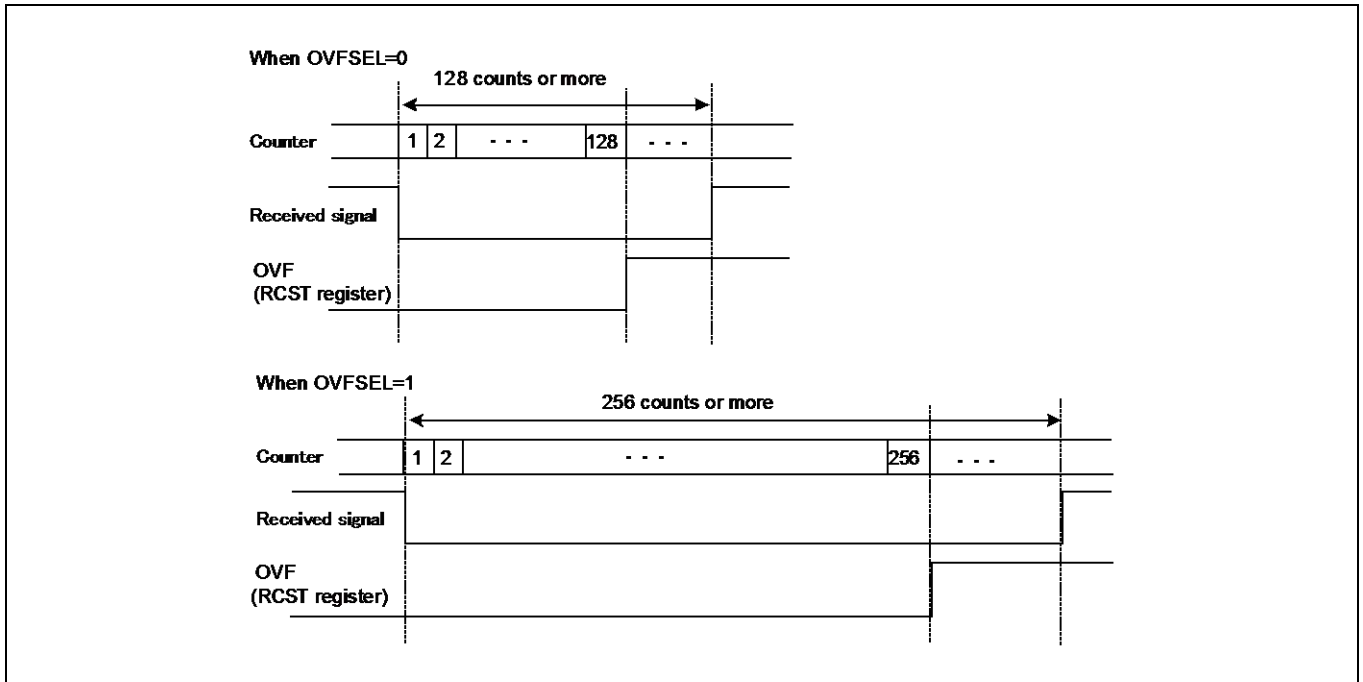 When OVFSEL=0
128 counts or more
Counter 1 2 - - - 128 - - -
Received signal
OVF
(RCST register)
When OVFSEL=1
256 counts or more
Counter 1 2 - - - 256 - - -
Received signal
OVF
(RCST register)